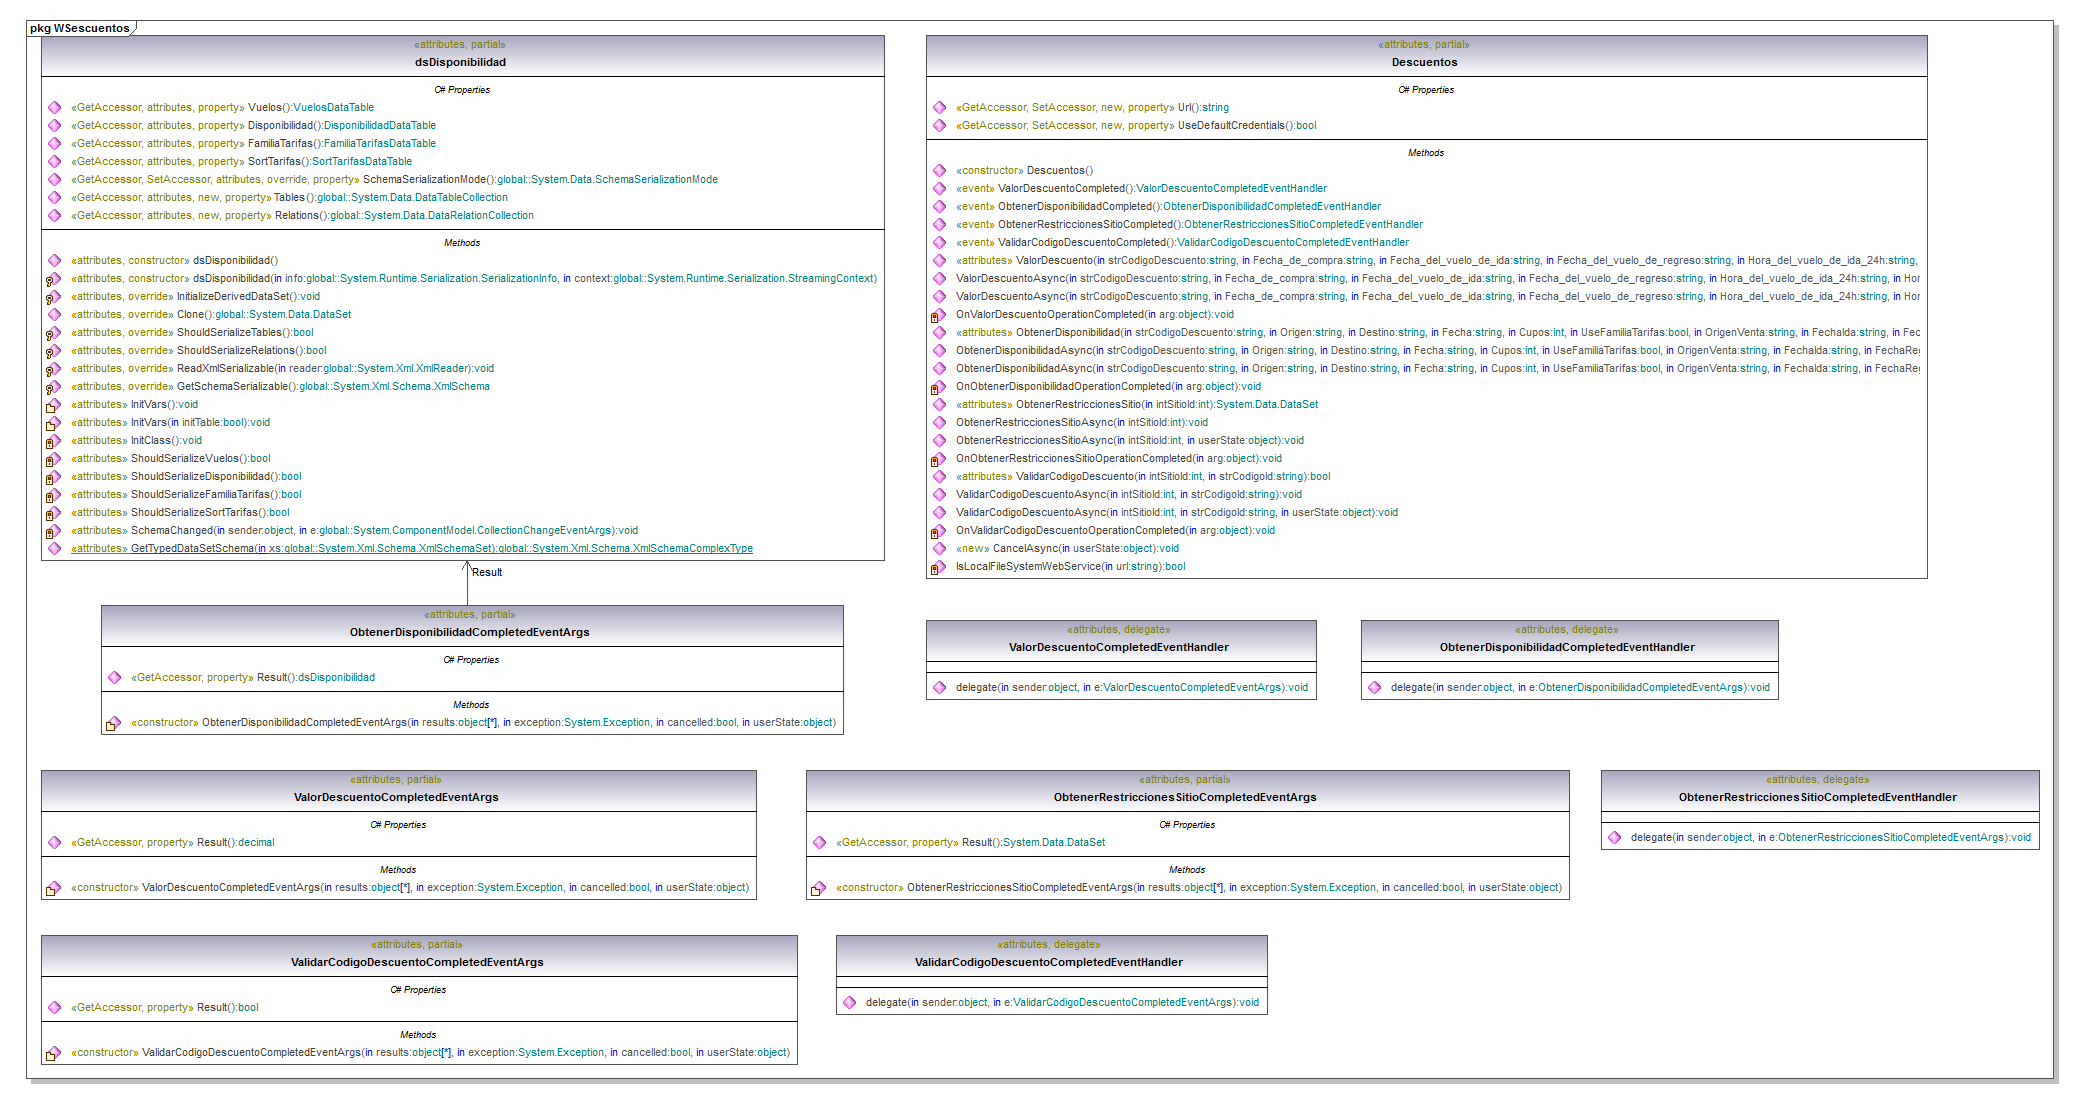 pkg WSescuentos
«attributes, partial»
dsDisponibilidad
C# Properties
«GetAccessor, attributes, property» Vuelos():VuelosDataTable
«GetAccessor, attributes, property» Disponibilidad():DisponibilidadDataTable
«GetAccessor, attributes, property» FamiliaTarifas():FamiliaTarifasDataTable
«GetAccessor, attributes, property» SortTarifas():SortTarifasDataTable
«GetAccessor, SetAccessor, attributes, override, property» SchemaSerializationMode():global::System.Data.SchemaSerializationMode
«GetAccessor, attributes, new, property» Tables():global::System.Data.DataTableCollection
«GetAccessor, attributes, new, property» Relations():global::System.Data.DataRelationCollection
Methods
«attributes, constructor» dsDisponibilidad()
«attributes, constructor» dsDisponibilidad(in info:global::System.Runtime.Serialization.SerializationInfo, in context:global::System.Runtime.Serialization.StreamingContext)
«attributes, override» InitializeDerivedDataSet():void
«attributes, override» Clone():global::System.Data.DataSet
«attributes, override» ShouldSerializeTables():bool
«attributes, override» ShouldSerializeRelations():bool
«attributes, override» ReadXmlSerializable(in reader:global::System.Xml.XmlReader):void
«attributes, override» GetSchemaSerializable():global::System.Xml.Schema.XmlSchema
«attributes» InitVars():void
«attributes» InitVars(in initTable:bool):void
«attributes» InitClass():void
«attributes» ShouldSerializeVuelos():bool
«attributes» ShouldSerializeDisponibilidad():bool
«attributes» ShouldSerializeFamiliaTarifas():bool
«attributes» ShouldSerializeSortTarifas():bool
«attributes» SchemaChanged(in sender:object, in e:global::System.ComponentModel.CollectionChangeEventArgs):void
«attributes» GetTypedDataSetSchema(in xs:global::System.Xml.Schema.XmlSchemaSet):global::System.Xml.Schema.XmlSchemaComplexType
«attributes, partial»
Descuentos
C# Properties
«GetAccessor, SetAccessor, new, property» Url():string
«GetAccessor, SetAccessor, new, property» UseDefaultCredentials():bool
Methods
«constructor» Descuentos()
«event» ValorDescuentoCompleted():ValorDescuentoCompletedEventHandler
«event» ObtenerDisponibilidadCompleted():ObtenerDisponibilidadCompletedEventHandler
«event» ObtenerRestriccionesSitioCompleted():ObtenerRestriccionesSitioCompletedEventHandler
«event» ValidarCodigoDescuentoCompleted():ValidarCodigoDescuentoCompletedEventHandler
«attributes» ValorDescuento(in strCodigoDescuento:string, in Fecha_de_compra:string, in Fecha_del_vuelo_de_ida:string, in Fecha_del_vuelo_de_regreso:string, in Hora_del_vuelo_de_ida_24h:string,
ValorDescuentoAsync(in strCodigoDescuento:string, in Fecha_de_compra:string, in Fecha_del_vuelo_de_ida:string, in Fecha_del_vuelo_de_regreso:string, in Hora_del_vuelo_de_ida_24h:string, in Hor
ValorDescuentoAsync(in strCodigoDescuento:string, in Fecha_de_compra:string, in Fecha_del_vuelo_de_ida:string, in Fecha_del_vuelo_de_regreso:string, in Hora_del_vuelo_de_ida_24h:string, in Hor
OnValorDescuentoOperationCompleted(in arg:object):void
«attributes» ObtenerDisponibilidad(in strCodigoDescuento:string, in Origen:string, in Destino:string, in Fecha:string, in Cupos:int, in UseFamiliaTarifas:bool, in OrigenVenta:string, in FechaIda:string, in Fec
ObtenerDisponibilidadAsync(in strCodigoDescuento:string, in Origen:string, in Destino:string, in Fecha:string, in Cupos:int, in UseFamiliaTarifas:bool, in OrigenVenta:string, in FechaIda:string, in FechaReg
ObtenerDisponibilidadAsync(in strCodigoDescuento:string, in Origen:string, in Destino:string, in Fecha:string, in Cupos:int, in UseFamiliaTarifas:bool, in OrigenVenta:string, in FechaIda:string, in FechaReg
OnObtenerDisponibilidadOperationCompleted(in arg:object):void
«attributes» ObtenerRestriccionesSitio(in intSitioId:int):System.Data.DataSet
ObtenerRestriccionesSitioAsync(in intSitioId:int):void
ObtenerRestriccionesSitioAsync(in intSitioId:int, in userState:object):void
OnObtenerRestriccionesSitioOperationCompleted(in arg:object):void
«attributes» ValidarCodigoDescuento(in intSitioId:int, in strCodigoId:string):bool
ValidarCodigoDescuentoAsync(in intSitioId:int, in strCodigoId:string):void
ValidarCodigoDescuentoAsync(in intSitioId:int, in strCodigoId:string, in userState:object):void
OnValidarCodigoDescuentoOperationCompleted(in arg:object):void
«new» CancelAsync(in userState:object):void
IsLocalFileSystemWebService(in url:string):bool
Result
«attributes, partial»
ObtenerDisponibilidadCompletedEventArgs
C# Properties
«GetAccessor, property» Result():dsDisponibilidad
Methods
«constructor» ObtenerDisponibilidadCompletedEventArgs(in results:object[*], in exception:System.Exception, in cancelled:bool, in userState:object)
«attributes, delegate»
ValorDescuentoCompletedEventHandler
delegate(in sender:object, in e:ValorDescuentoCompletedEventArgs):void
«attributes, delegate»
ObtenerDisponibilidadCompletedEventHandler
delegate(in sender:object, in e:ObtenerDisponibilidadCompletedEventArgs):void
«attributes, partial»
ValorDescuentoCompletedEventArgs
C# Properties
«GetAccessor, property» Result():decimal
Methods
«constructor» ValorDescuentoCompletedEventArgs(in results:object[*], in exception:System.Exception, in cancelled:bool, in userState:object)
«attributes, partial»
ObtenerRestriccionesSitioCompletedEventArgs
C# Properties
«GetAccessor, property» Result():System.Data.DataSet
Methods
«constructor» ObtenerRestriccionesSitioCompletedEventArgs(in results:object[*], in exception:System.Exception, in cancelled:bool, in userState:object)
«attributes, delegate»
ObtenerRestriccionesSitioCompletedEventHandler
delegate(in sender:object, in e:ObtenerRestriccionesSitioCompletedEventArgs):void
«attributes, partial»
ValidarCodigoDescuentoCompletedEventArgs
C# Properties
«GetAccessor, property» Result():bool
Methods
«constructor» ValidarCodigoDescuentoCompletedEventArgs(in results:object[*], in exception:System.Exception, in cancelled:bool, in userState:object)
«attributes, delegate»
ValidarCodigoDescuentoCompletedEventHandler
delegate(in sender:object, in e:ValidarCodigoDescuentoCompletedEventArgs):void